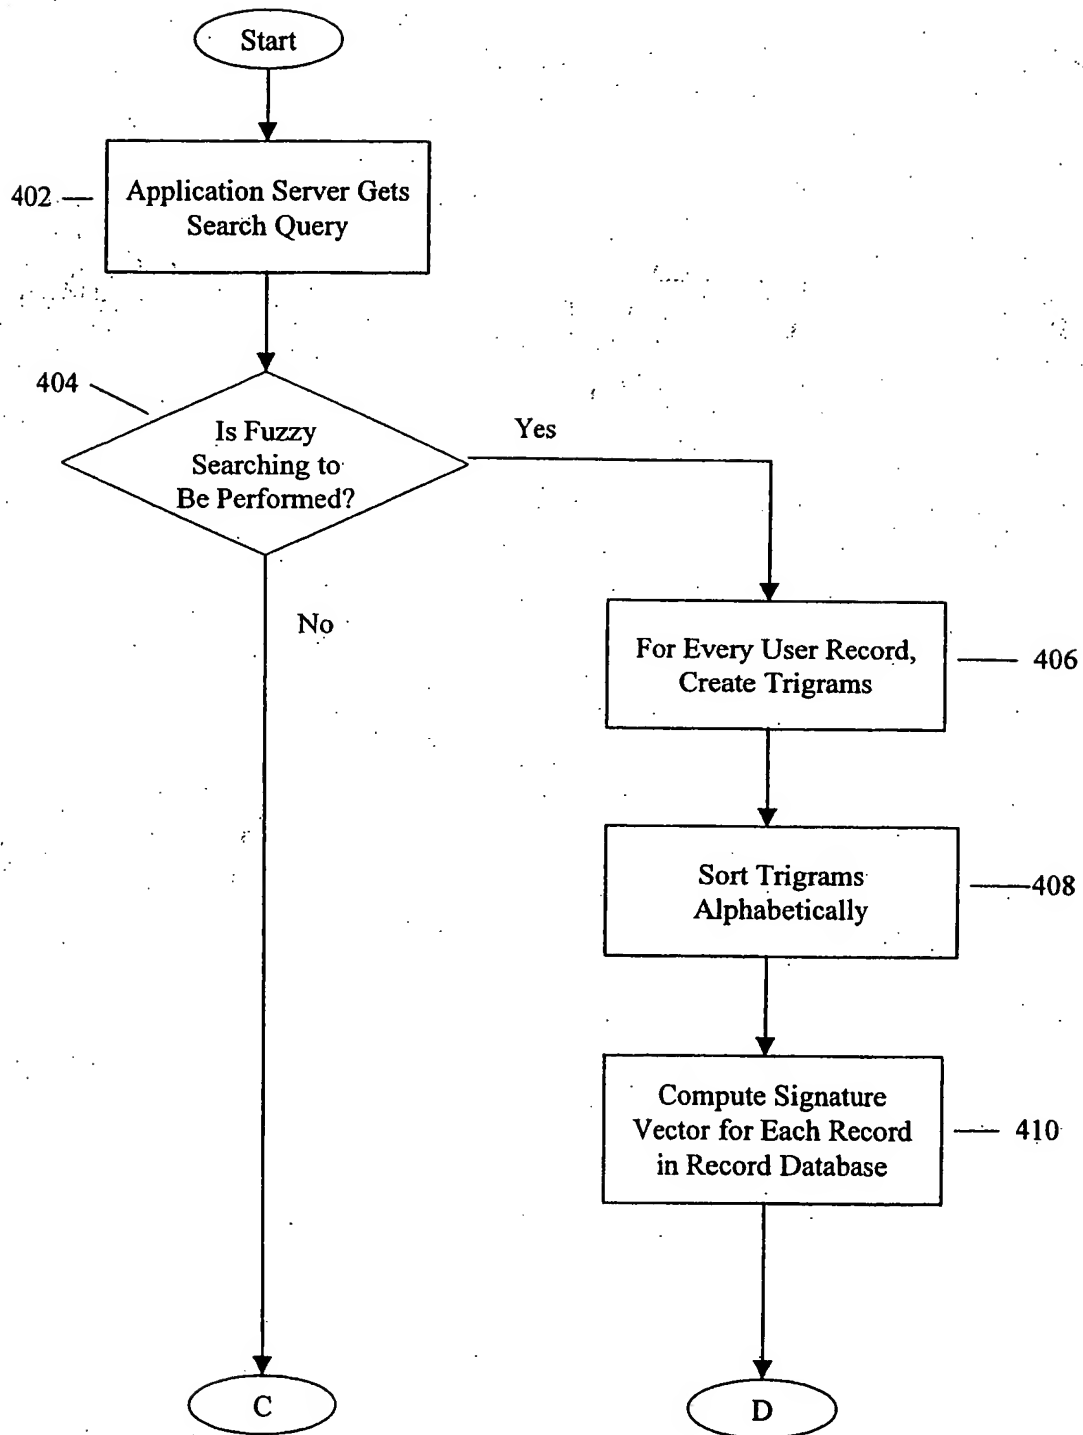 Start
402
Application Server Gets
Search Query
404
Is Fuzzy
Searching to
Be Performed?
Yes
No
For Every User Record,
Create Trigrams
406
Sort Trigrams
Alphabetically
408
Compute Signature
Vector for Each Record
in Record Database
410
C
D